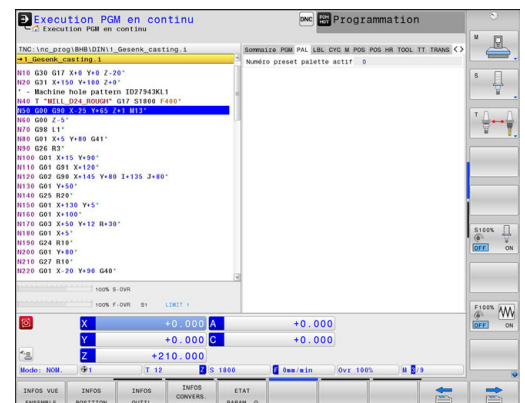 Execution PGM en continu
Execution PGM en continu
DNC
Programmation
TNC:\nc_prog\BHB\DIN\1_Gesenk_casting.i
→1_Gesenk_casting.i
N10 G30 G17 X+0 Y+0 Z-20*
N20 G31 X+150 Y+100 Z+0*
* - Machine hole pattern ID27943KL1
N40 T "MILL_D24_ROUGH" G17 S1800 F400*
N50 G00 G90 X-25 Y+65 Z+1 M13*
N60 G00 Z-5*
N70 G98 L1*
N80 G01 X+5 Y+80 G41*
N90 G26 R3*
N100 G01 X+15 Y+90*
N110 G01 G91 X+120*
N120 G02 G90 X+145 Y+80 I+135 J+80*
N130 G01 Y+50*
N140 G25 R20*
N150 G01 X+130 Y+5*
N160 G01 X+100*
N170 G03 X+50 Y+12 R+30*
N180 G01 X+5*
N190 G24 R10*
N200 G01 Y+80*
N210 G27 R10*
N220 G01 X-20 Y+90 G40*
Sommaire PGM PAL LBL CYC M POS POS HR TOOL TT TRANS
Numéro preset palette actif 0
100% S-OVR
100% F-OVR S1 LIMIT 1
X +0.000 A +0.000
Y +0.000 C +0.000
Z +210.000
Mode: NOM. 1 T 12 Z S 1800 F 0mm/min Ovr 100% M 5/9
INFOS VUE ENSEMBLE
INFOS POSITION
INFOS OUTIL
INFOS CONVERS.
ETAT PARAM. Q
M
S
T
S100%
OFF ON
F100%
OFF ON